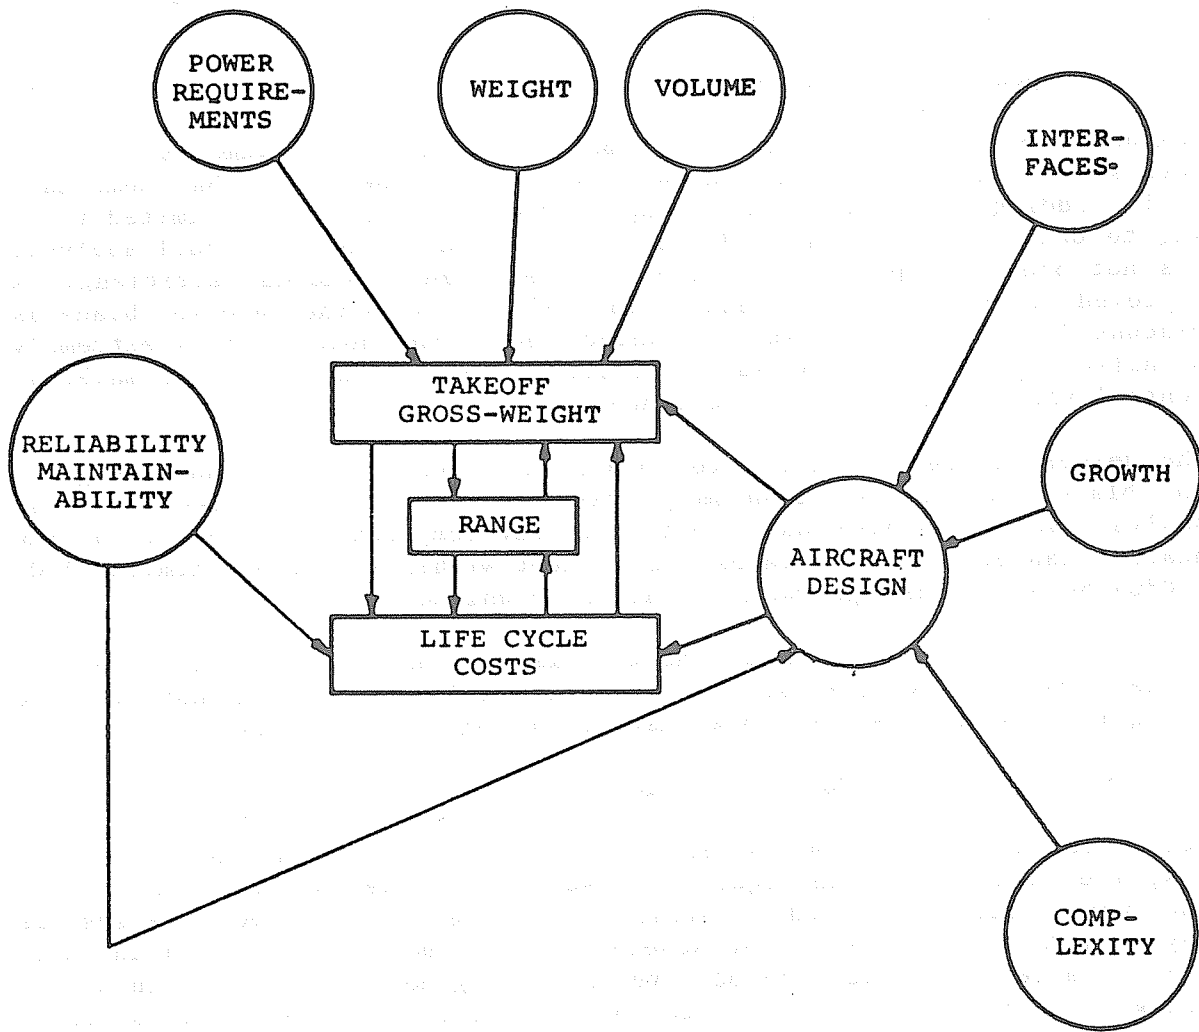 POWER
REQUIRE-
MENTS
WEIGHT
VOLUME
INTER-
FACES
TAKEOFF
GROSS-WEIGHT
RELIABILITY
MAINTAIN-
ABILITY
RANGE
GROWTH
AIRCRAFT
DESIGN
LIFE CYCLE
COSTS
COMP-
LEXITY